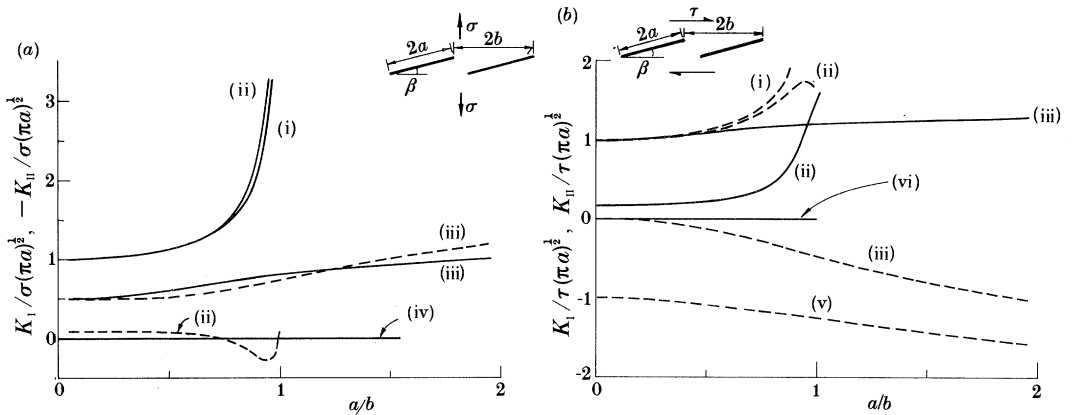 (a)
σ
2a
2b
β
σ
K_I/σ(πa)^½, −K_II/σ(πa)^½
3
2
1
0
(ii)
(i)
(iii)
(iii)
(ii)
(iv)
0
1
2
a/b
(b)
τ
2a
2b
β
K_I/τ(πa)^½, K_II/τ(πa)^½
2
1
0
-1
-2
(i)
(ii)
(iii)
(ii)
(vi)
(iii)
(v)
0
1
2
a/b